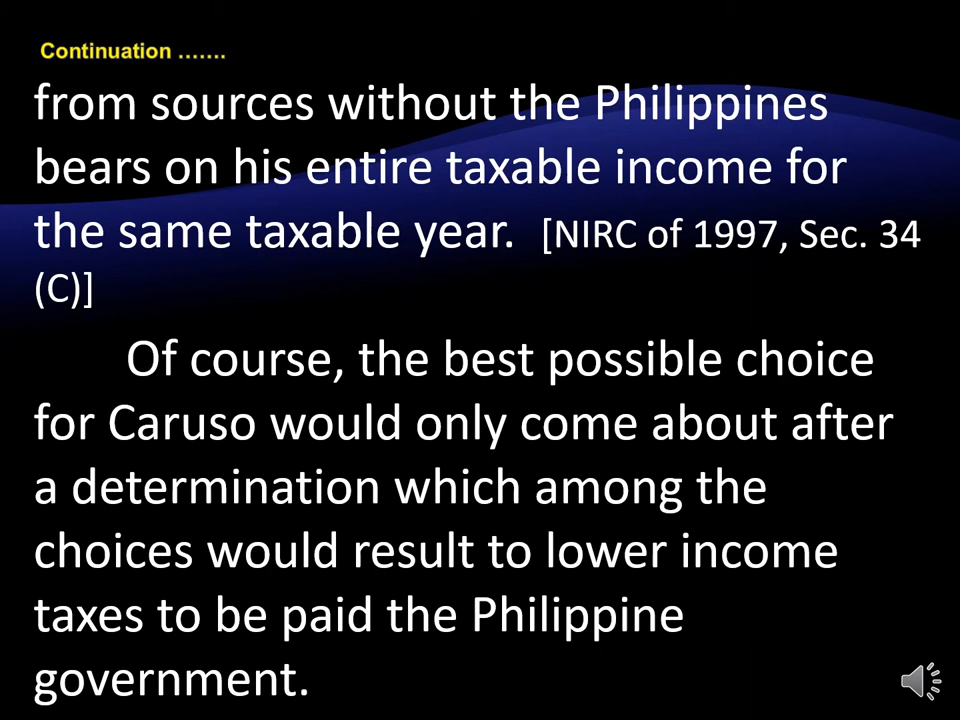 Continuation .......
from sources without the Philippines
bears on his entire taxable income for
the same taxable year. [NIRC of 1997, Sec. 34
(C)]
Of course, the best possible choice
for Caruso would only come about after
a determination which among the
choices would result to lower income
taxes to be paid the Philippine
government.